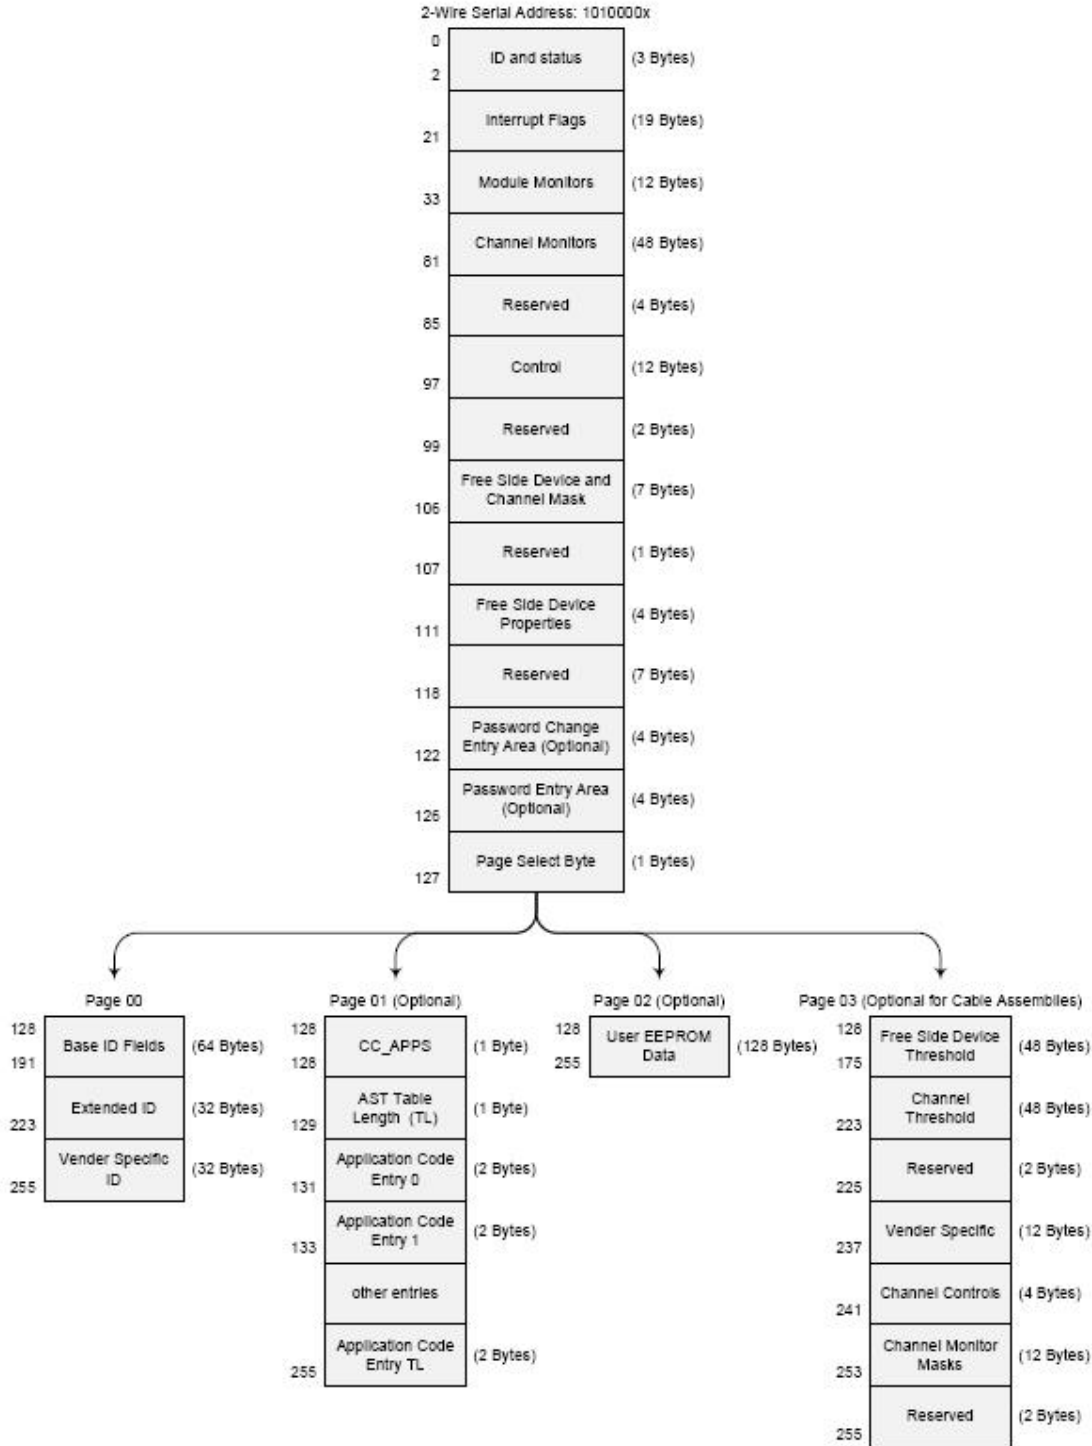 2-Wire Serial Address: 1010000x
0
ID and status (3 Bytes)
2
Interrupt Flags (19 Bytes)
21
Module Monitors (12 Bytes)
33
Channel Monitors (48 Bytes)
81
Reserved (4 Bytes)
85
Control (12 Bytes)
97
Reserved (2 Bytes)
99
Free Side Device and
Channel Mask
(7 Bytes)
106
Reserved (1 Bytes)
107
Free Side Device
Properties
(4 Bytes)
111
Reserved (7 Bytes)
118
Password Change
Entry Area (Optional)
(4 Bytes)
122
Password Entry Area
(Optional)
(4 Bytes)
126
Page Select Byte (1 Bytes)
127
Page 00
128
Base ID Fields (64 Bytes)
191
Extended ID (32 Bytes)
223
Vender Specific
ID
(32 Bytes)
255
Page 01 (Optional)
128
CC_APPS (1 Byte)
128
AST Table
Length (TL)
(1 Byte)
129
Application Code
Entry 0
(2 Bytes)
131
Application Code
Entry 1
(2 Bytes)
133
other entries
Application Code
Entry TL
(2 Bytes)
255
Page 02 (Optional)
128
User EEPROM
Data
(128 Bytes)
255
Page 03 (Optional for Cable Assemblies)
128
Free Side Device
Threshold
(48 Bytes)
175
Channel
Threshold
(48 Bytes)
223
Reserved (2 Bytes)
225
Vender Specific (12 Bytes)
237
Channel Controls (4 Bytes)
241
Channel Monitor
Masks
(12 Bytes)
253
Reserved (2 Bytes)
255